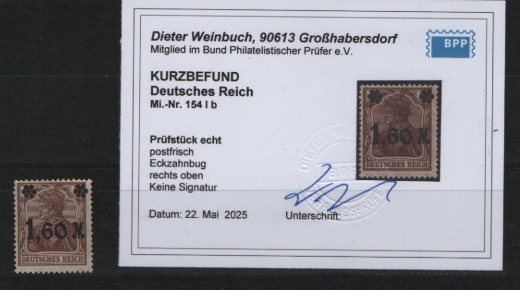 Dieter Weinbuch, 90613 Großhabersdorf
Mitglied im Bund Philatelistischer Prüfer e.V.
BPP
KURZBEFUND
Deutsches Reich
Mi.-Nr. 154 I b
1,60 M
DEUTSCHES REICH
Prüfstück echt
postfrisch
Eckzahnbug
rechts oben
Keine Signatur
Datum: 22. Mai 2025
Unterschrift:
1,60 M
DEUTSCHES REICH